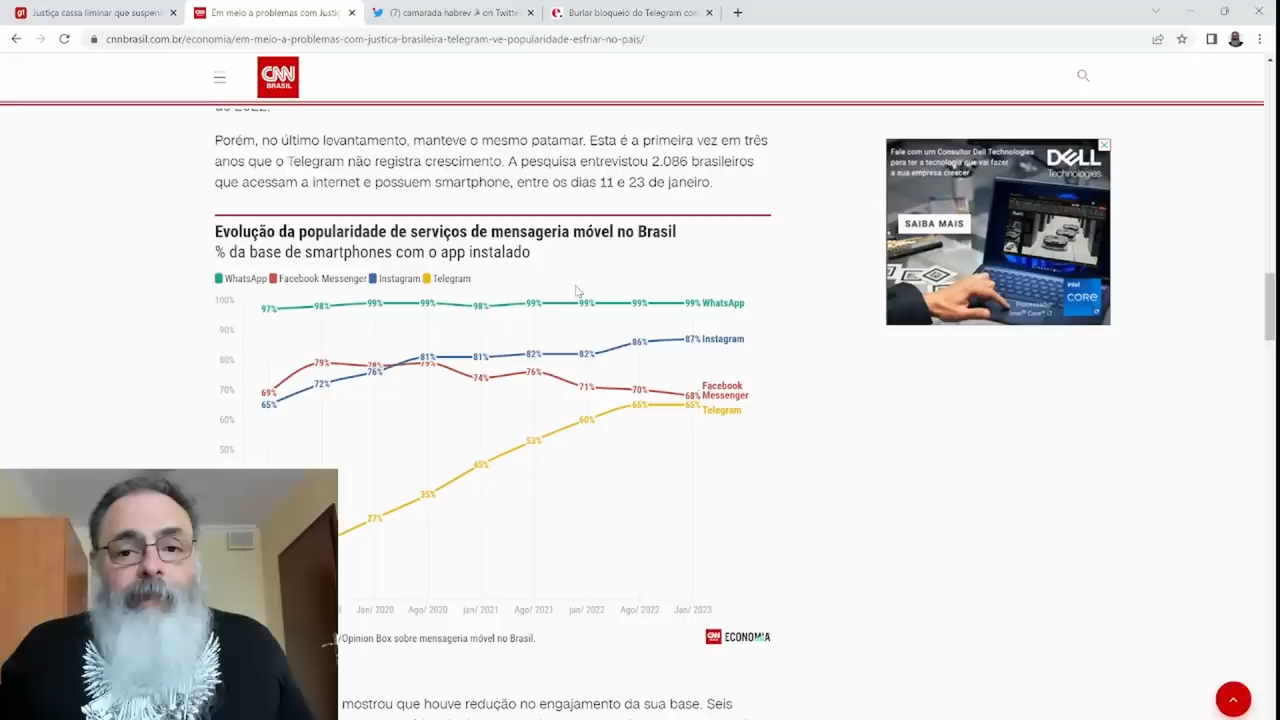 Justiça cassa liminar que suspen
Em meio a problemas com Justiç
(7) camarada habrev ☭ on Twitte
Burlar bloqueio do Telegram con
cnnbrasil.com.br/economia/em-meio-a-problemas-com-justica-brasileira-telegram-ve-popularidade-esfriar-no-pais/
CNN
BRASIL
Porém, no último levantamento, manteve o mesmo patamar. Esta é a primeira vez em três
anos que o Telegram não registra crescimento. A pesquisa entrevistou 2.086 brasileiros
que acessam a internet e possuem smartphone, entre os dias 11 e 23 de janeiro.
Fale com um Consultor Dell Technologies
para ter a tecnologia que vai fazer
a sua empresa crescer
DELL
Technologies
SAIBA MAIS
Processador
Intel® Core™ i7
intel
CORE
i7
Evolução da popularidade de serviços de mensageria móvel no Brasil
% da base de smartphones com o app instalado
WhatsApp Facebook Messenger Instagram Telegram
100%
90%
80%
70%
60%
50%
97% 98% 99% 99% 98% 99% 99% 99% 99% WhatsApp
65% 72% 76% 81% 81% 82% 82% 86% 87% Instagram
69% 79% 78% 79% 74% 76% 71% 70% 68% Facebook
Messenger
27% 35% 45% 53% 60% 65% 65% Telegram
Jan/ 2020 Ago/ 2020 jan/ 2021 Ago/ 2021 jan/ 2022 Ago/ 2022 Jan/ 2023
/Opinion Box sobre mensageria móvel no Brasil.
CNN ECONOMIA
mostrou que houve redução no engajamento da sua base. Seis